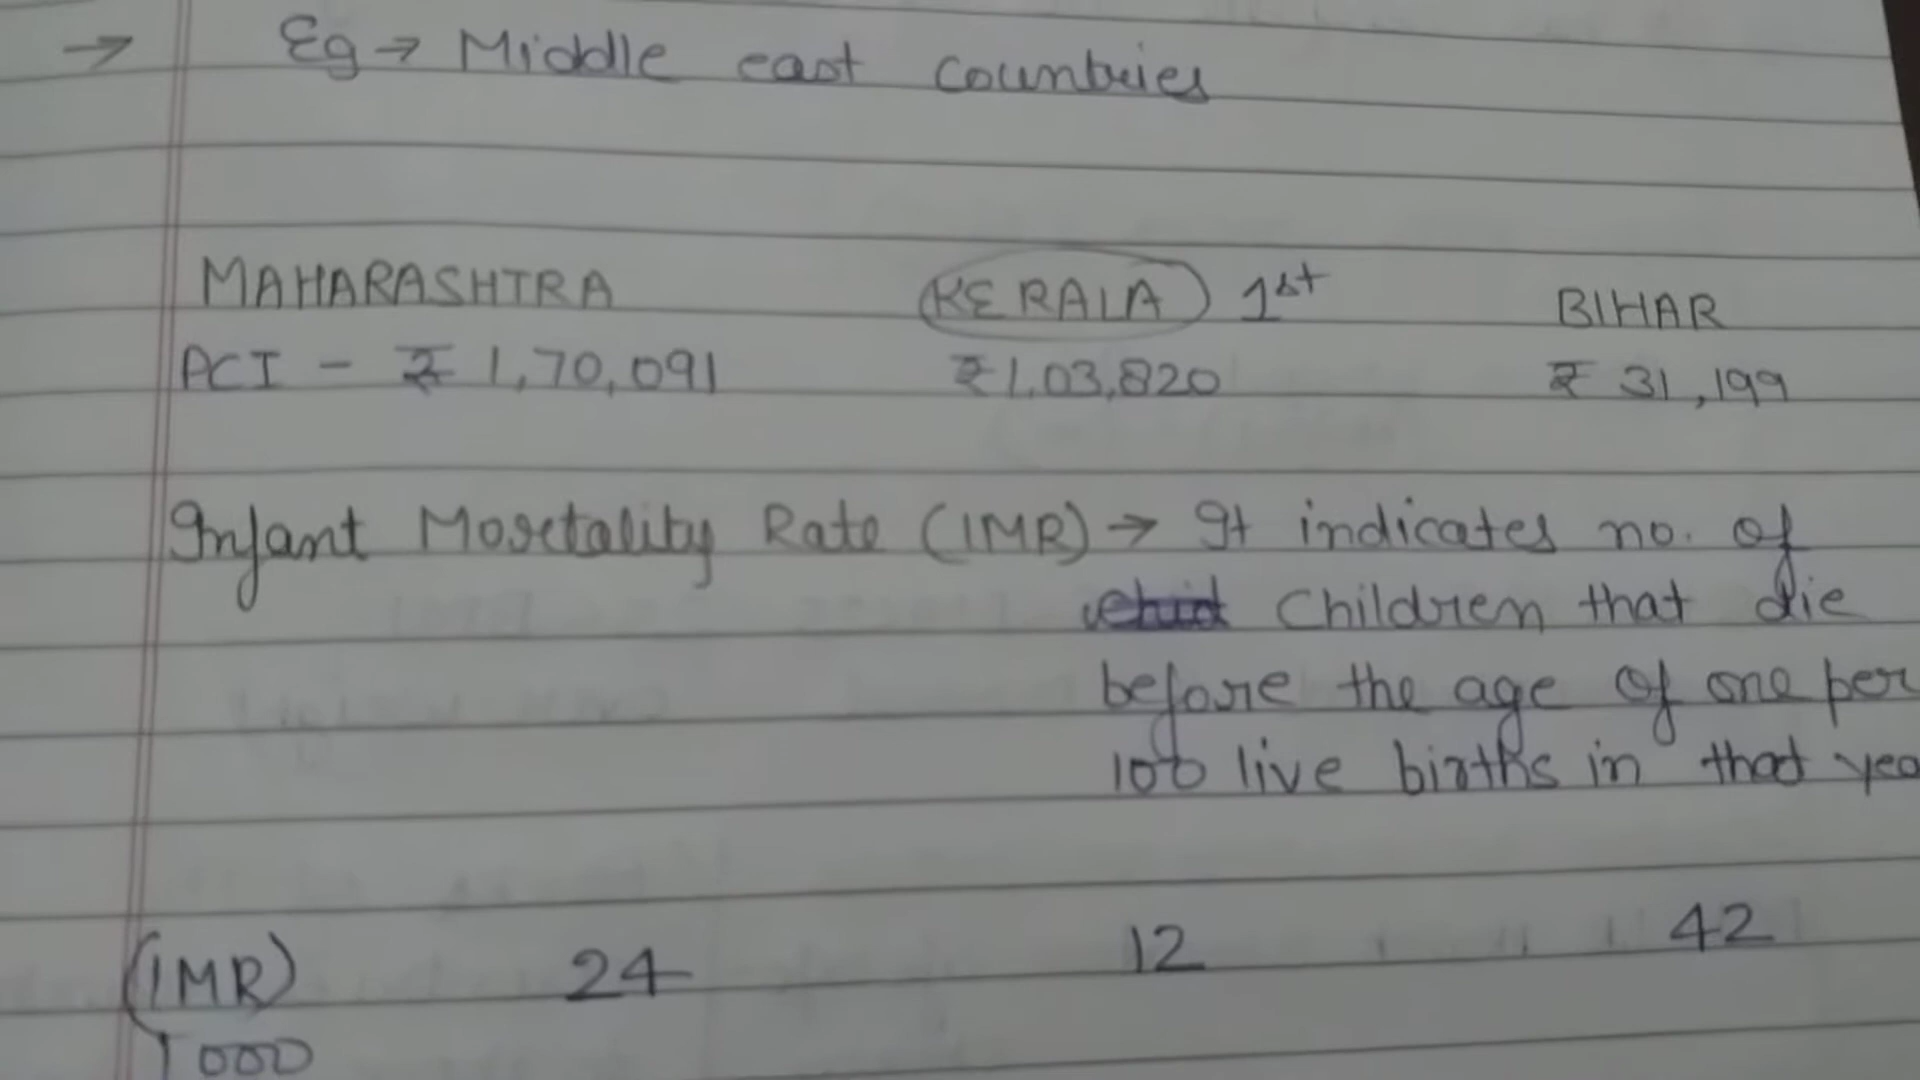 → Eg → Middle east Countries
MAHARASHTRA KERALA 1st BIHAR
PCI - ₹ 1,70,091 ₹1,03,820 ₹ 31,199
Infant Mortality Rate (IMR) → It indicates no. of
Children that die
before the age of one per
100 live births in that yea
(IMR) 24 12 42
1000